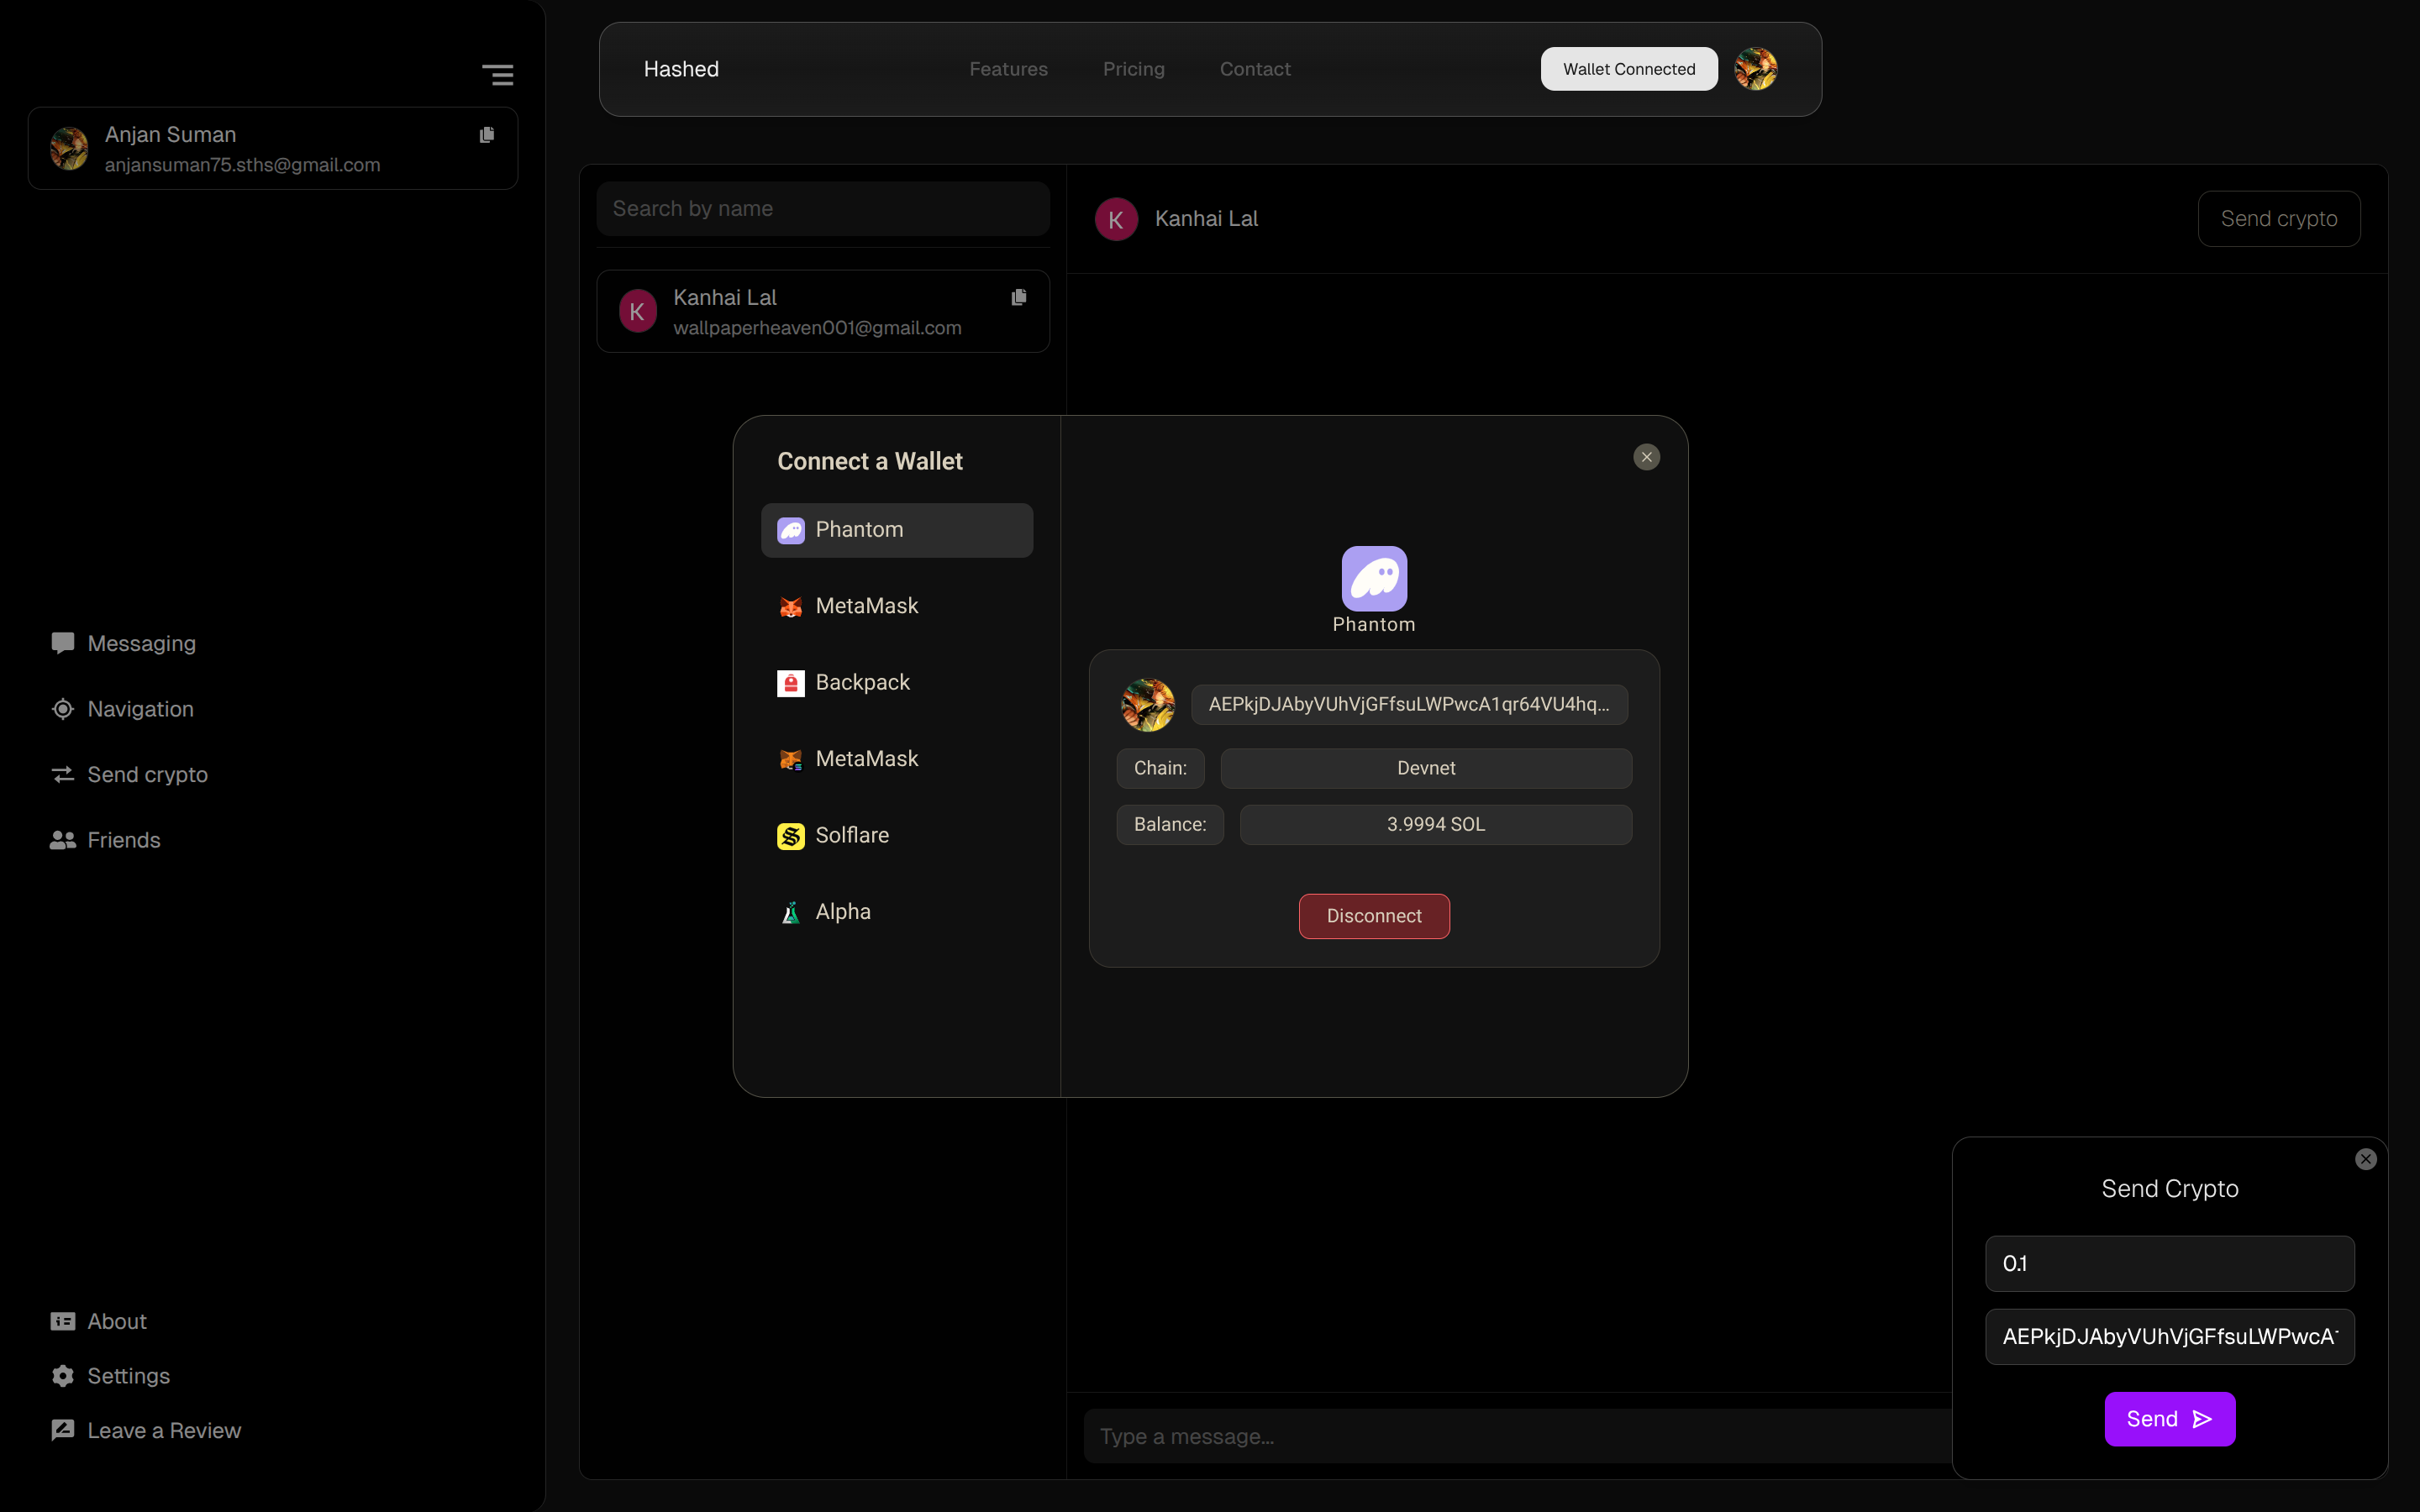 Hashed
Features
Pricing
Contact
Wallet Connected
Anjan Suman
anjansuman75.sths@gmail.com
Messaging
Navigation
Send crypto
Friends
About
Settings
Leave a Review
Search by name
K
Kanhai Lal
wallpaperheaven001@gmail.com
K
Kanhai Lal
Send crypto
Connect a Wallet
Phantom
MetaMask
Backpack
MetaMask
Solflare
Alpha
Phantom
AEPkjDJAbyVUhVjGFfsuLWPwcA1qr64VU4hq...
Chain:
Devnet
Balance:
3.9994 SOL
Disconnect
Type a message...
Send Crypto
0.1
AEPkjDJAbyVUhVjGFfsuLWPwcA
Send